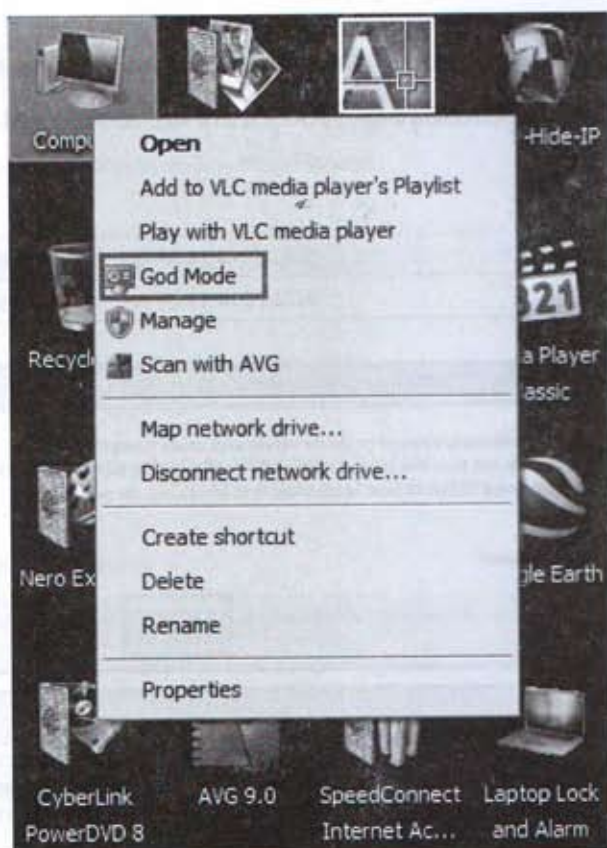 Compu
-Hide-IP
Open
Add to VLC media player's Playlist
Play with VLC media player
God Mode
Manage
Scan with AVG
Map network drive...
Disconnect network drive...
Create shortcut
Delete
Rename
Properties
Recycl
321
a Player
assic
Nero Ex
gle Earth
CyberLink
PowerDVD 8
AVG 9.0
SpeedConnect
Internet Ac...
Laptop Lock
and Alarm